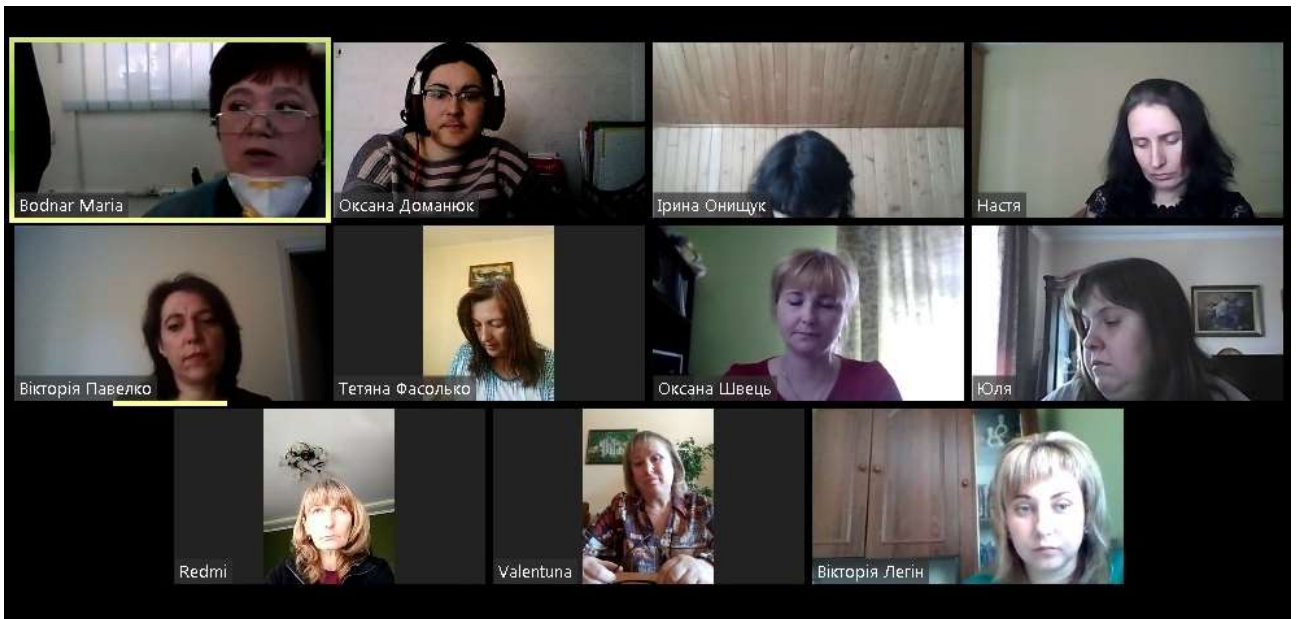 Bodnar Maria
Оксана Доманюк
Ірина Онищук
Настя
Вікторія Павелко
Тетяна Фасолько
Оксана Швець
Юля
Redmi
Valentuna
Вікторія Легін